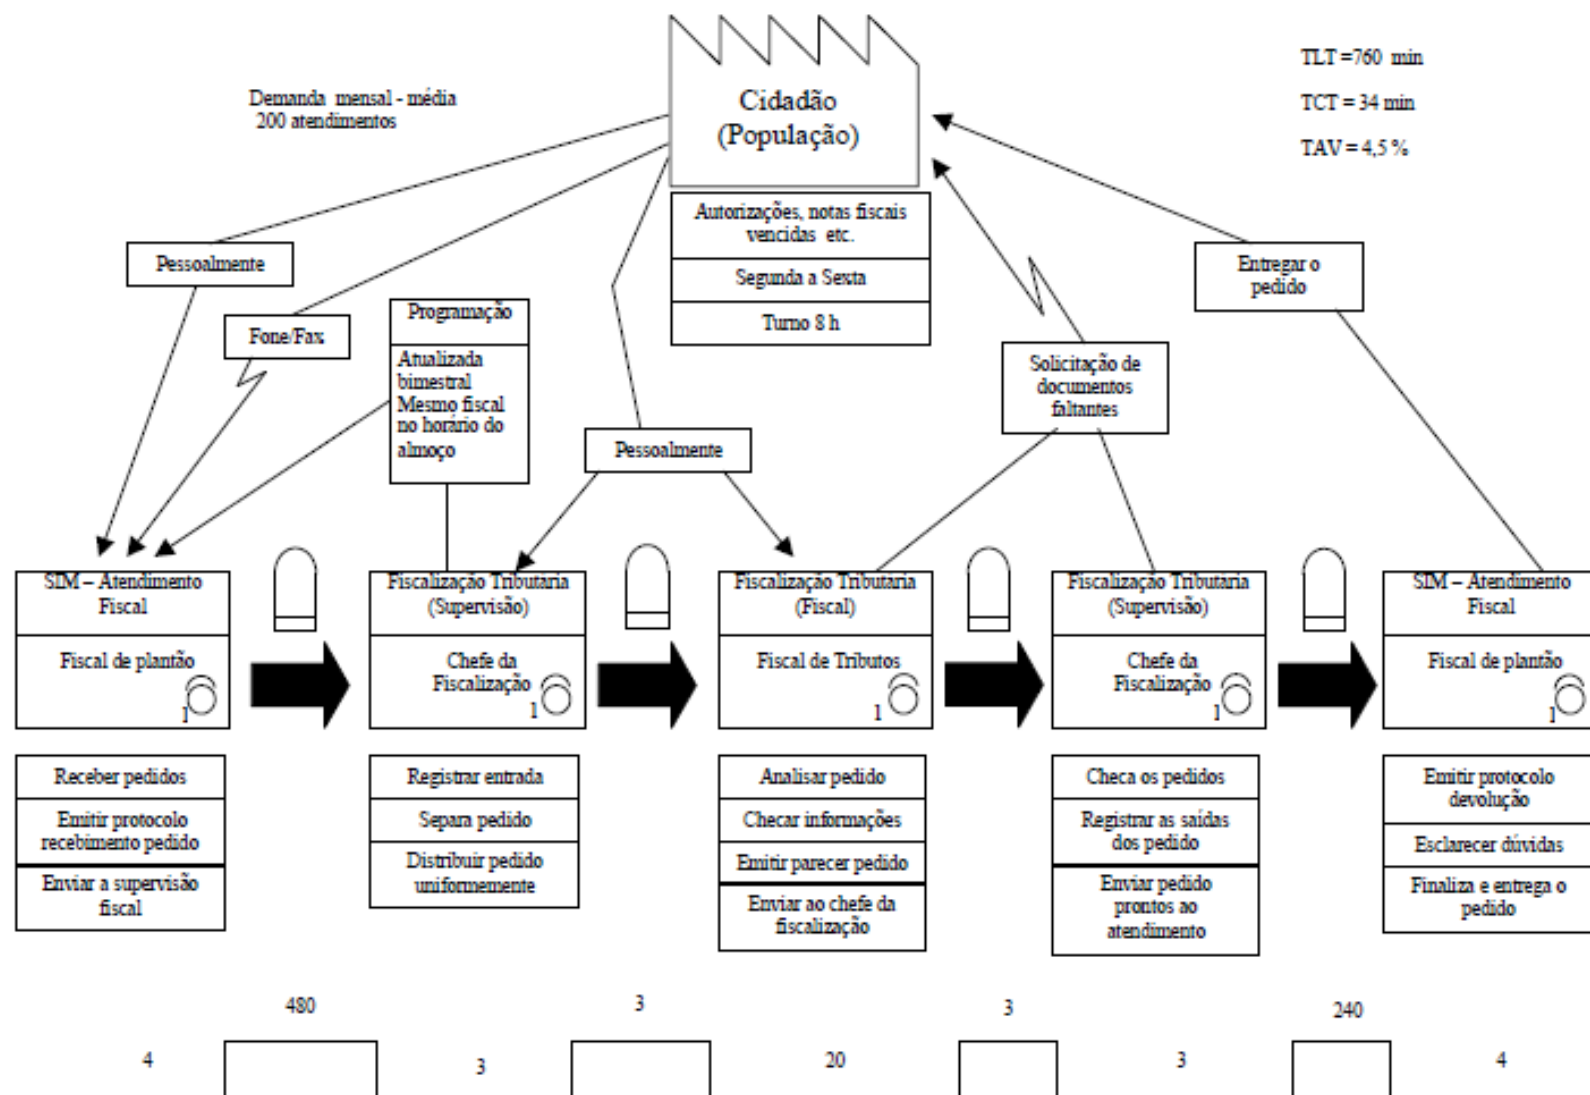 Demanda mensal - média
200 atendimentos
Cidadão
(População)
TLT =760 min
TCT = 34 min
TAV = 4,5 %
Autorizações, notas fiscais
vencidas etc.
Segunda a Sexta
Turno 8 h
Pessoalmente
Fone/Fax
Programação
Atualizada
bimestral
Mesmo fiscal
no horário do
almoço
Pessoalmente
Solicitação de
documentos
faltantes
Entregar o
pedido
SIM – Atendimento
Fiscal
Fiscal de plantão
1
Fiscalização Tributária
(Supervisão)
Chefe da
Fiscalização
1
Fiscalização Tributária
(Fiscal)
Fiscal de Tributos
1
Fiscalização Tributária
(Supervisão)
Chefe da
Fiscalização
1
SIM – Atendimento
Fiscal
Fiscal de plantão
1
Receber pedidos
Emitir protocolo
recebimento pedido
Enviar a supervisão
fiscal
Registrar entrada
Separa pedido
Distribuir pedido
uniformemente
Analisar pedido
Checar informações
Emitir parecer pedido
Enviar ao chefe da
fiscalização
Checa os pedidos
Registrar as saídas
dos pedido
Enviar pedido
prontos ao
atendimento
Emitir protocolo
devolução
Esclarecer dúvidas
Finaliza e entrega o
pedido
480
3
3
240
4
3
20
3
4